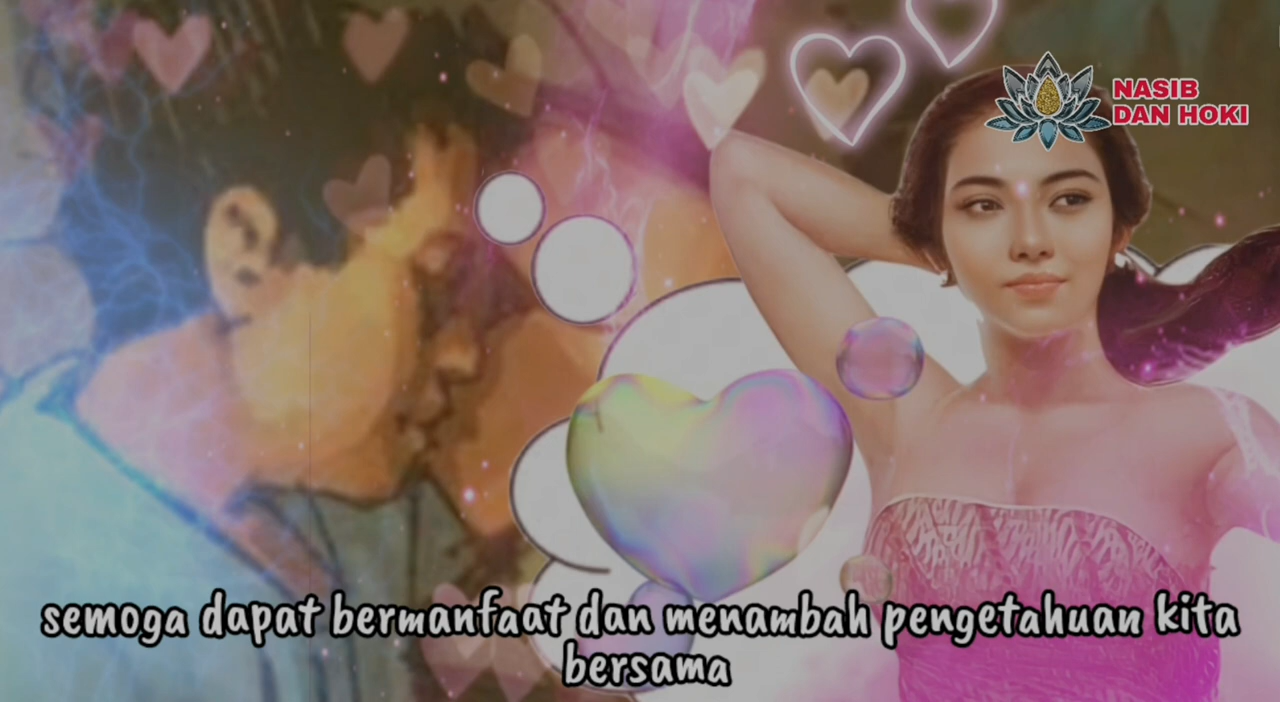 NASIB
DAN HOKI
semoga dapat bermanfaat dan menambah pengetahuan kita
bersama